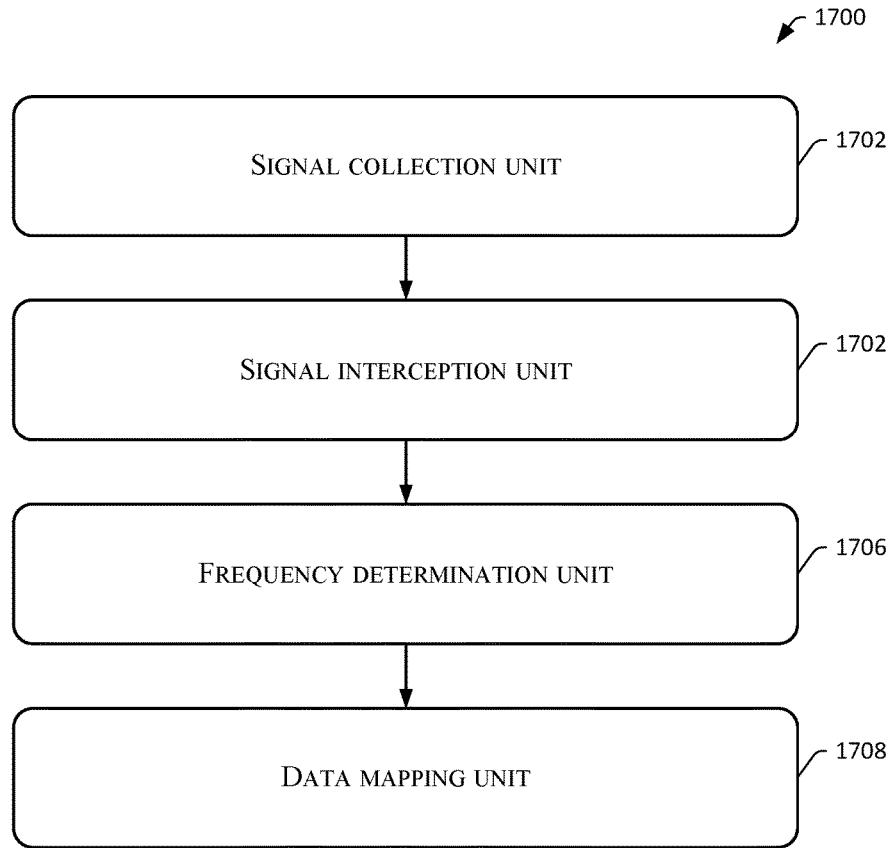 1700
SIGNAL COLLECTION UNIT
1702
SIGNAL INTERCEPTION UNIT
1702
FREQUENCY DETERMINATION UNIT
1706
DATA MAPPING UNIT
1708